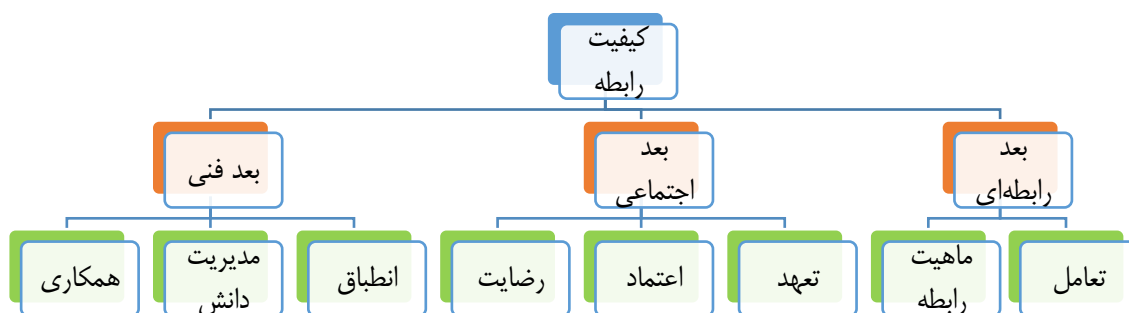 کیفیت
رابطه
بعد
رابطه‌ای
بعد
اجتماعی
بعد فنی
تعامل
ماهیت
رابطه
تعهد
اعتماد
رضایت
انطباق
مدیریت
دانش
همکاری